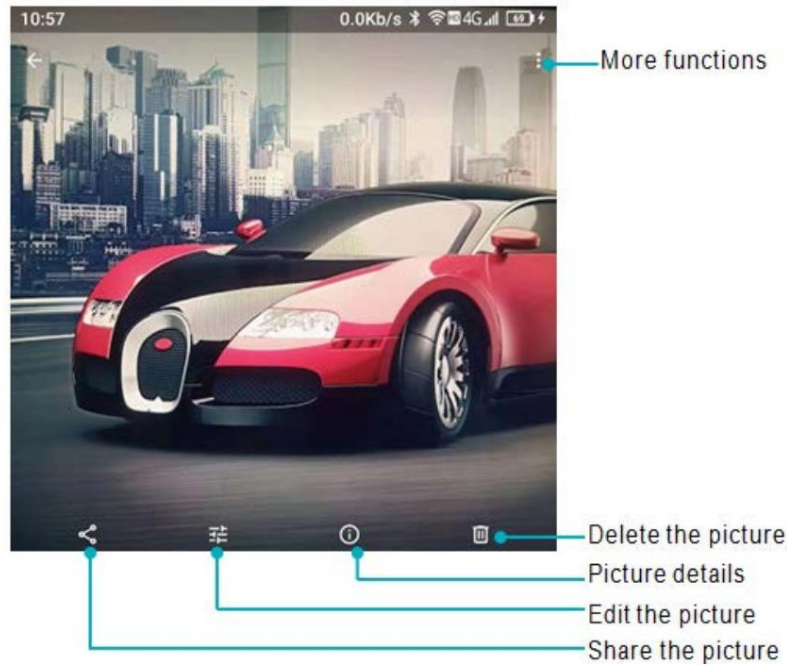 10:57
0.0Kb/s HD 4G 69
More functions
Delete the picture
Picture details
Edit the picture
Share the picture